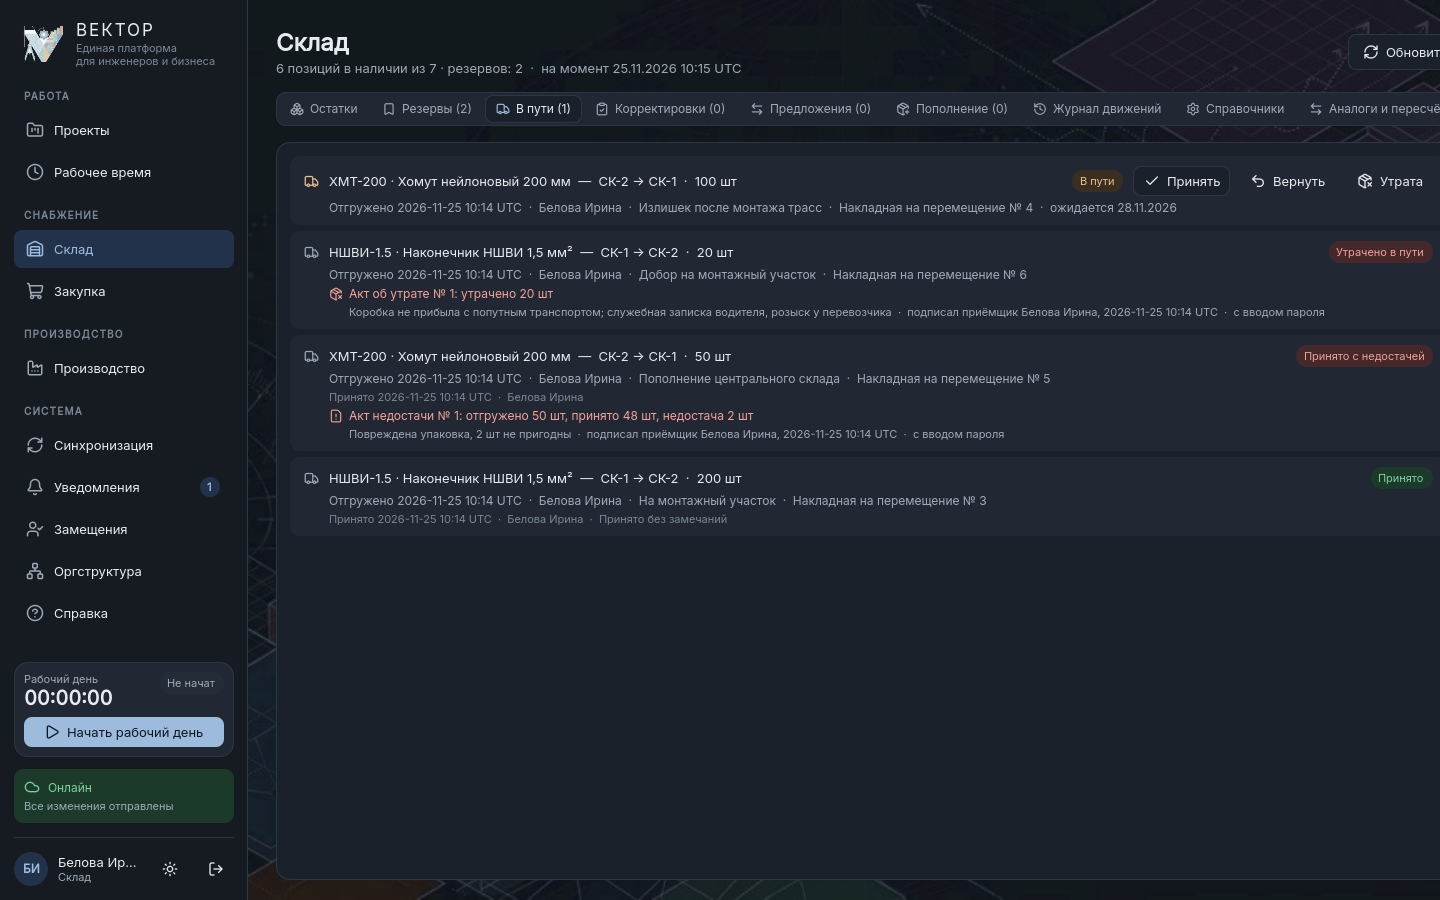 ВЕКТОР
Единая платформа
для инженеров и бизнеса
РАБОТА
Проекты
Рабочее время
СНАБЖЕНИЕ
Склад
Закупка
ПРОИЗВОДСТВО
Производство
СИСТЕМА
Синхронизация
Уведомления 1
Замещения
Оргструктура
Справка
Рабочий день
Не начат
00:00:00
Начать рабочий день
Онлайн
Все изменения отправлены
БИ
Белова Ир...
Склад
Склад
6 позиций в наличии из 7 · резервов: 2 · на момент 25.11.2026 10:15 UTC
Обновит
Остатки Резервы (2) В пути (1) Корректировки (0) Предложения (0) Пополнение (0) Журнал движений Справочники Аналоги и пересчё
ХМТ-200 · Хомут нейлоновый 200 мм — СК-2 → СК-1 · 100 шт
В пути Принять Вернуть Утрата
Отгружено 2026-11-25 10:14 UTC · Белова Ирина · Излишек после монтажа трасс · Накладная на перемещение № 4 · ожидается 28.11.2026
НШВИ-1.5 · Наконечник НШВИ 1,5 мм² — СК-1 → СК-2 · 20 шт
Утрачено в пути
Отгружено 2026-11-25 10:14 UTC · Белова Ирина · Добор на монтажный участок · Накладная на перемещение № 6
Акт об утрате № 1: утрачено 20 шт
Коробка не прибыла с попутным транспортом; служебная записка водителя, розыск у перевозчика · подписал приёмщик Белова Ирина, 2026-11-25 10:14 UTC · с вводом пароля
ХМТ-200 · Хомут нейлоновый 200 мм — СК-2 → СК-1 · 50 шт
Принято с недостачей
Отгружено 2026-11-25 10:14 UTC · Белова Ирина · Пополнение центрального склада · Накладная на перемещение № 5
Принято 2026-11-25 10:14 UTC · Белова Ирина
Акт недостачи № 1: отгружено 50 шт, принято 48 шт, недостача 2 шт
Повреждена упаковка, 2 шт не пригодны · подписал приёмщик Белова Ирина, 2026-11-25 10:14 UTC · с вводом пароля
НШВИ-1.5 · Наконечник НШВИ 1,5 мм² — СК-1 → СК-2 · 200 шт
Принято
Отгружено 2026-11-25 10:14 UTC · Белова Ирина · На монтажный участок · Накладная на перемещение № 3
Принято 2026-11-25 10:14 UTC · Белова Ирина · Принято без замечаний